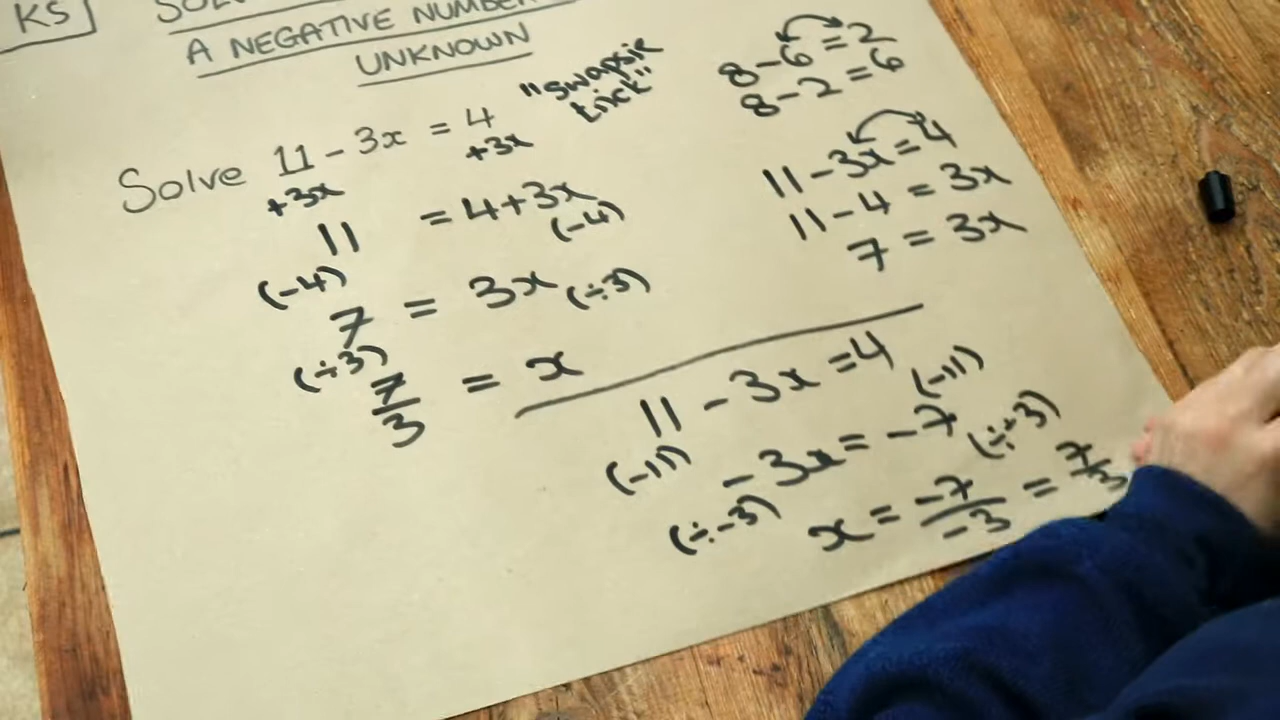 KS
A NEGATIVE NUMBER
UNKNOWN
"swapsie
trick"
Solve 11 - 3x = 4
+3x +3x
11 = 4+3x
(-4) (-4)
7 = 3x (÷3)
(÷3)
7/3 = x
8 - 6 = 2
8 - 2 = 6
11 - 3x = 4
11 - 4 = 3x
7 = 3x
11 - 3x = 4
(-11) (-11)
-3x = -7
(÷-3) (÷-3)
x = -7/-3 = 7/3